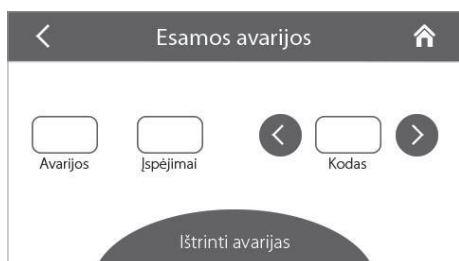 Esamos avarijos
Avarijos
Įspėjimai
Kodas
Ištrinti avarijas